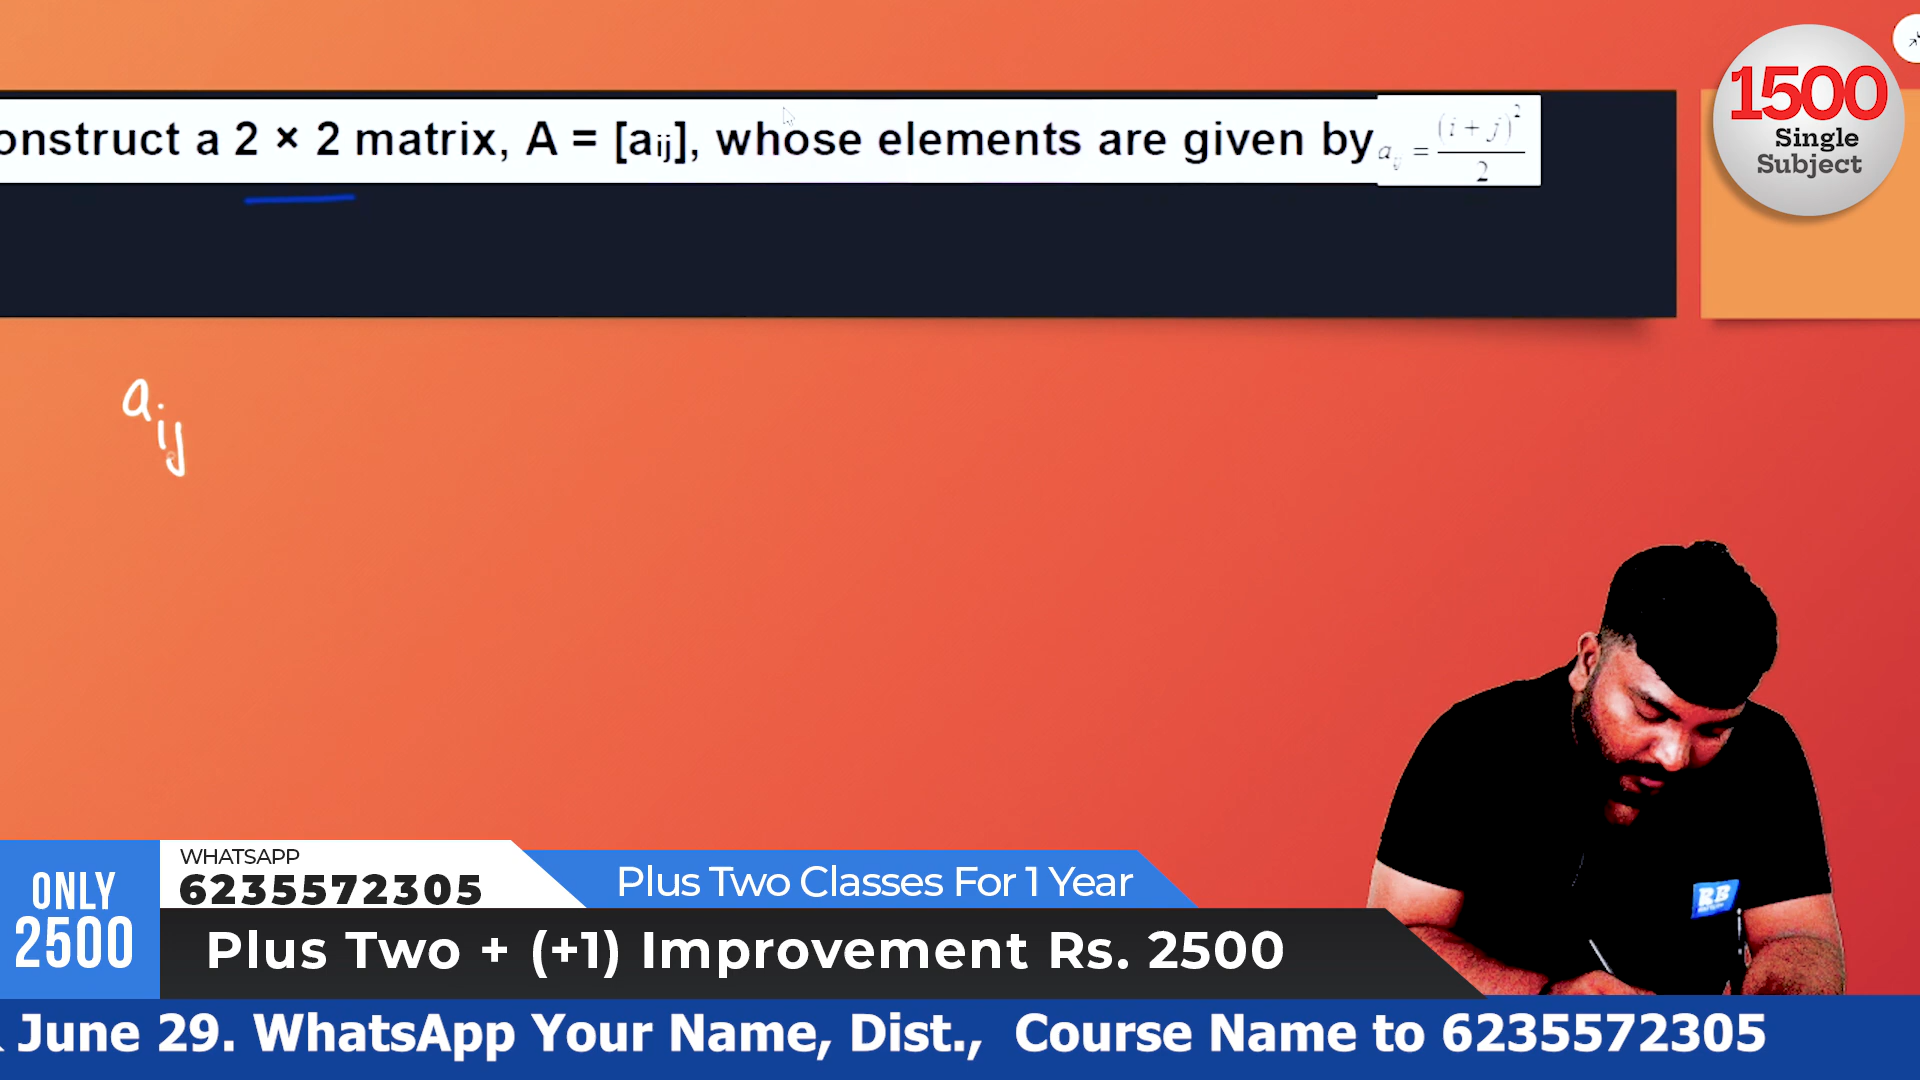 onstruct a 2 × 2 matrix, A = [aij], whose elements are given by aij = (i + j)²/2
1500
Single
Subject
aij
ONLY
2500
WHATSAPP
6235572305
Plus Two Classes For 1 Year
Plus Two + (+1) Improvement Rs. 2500
RB
June 29. WhatsApp Your Name, Dist., Course Name to 6235572305